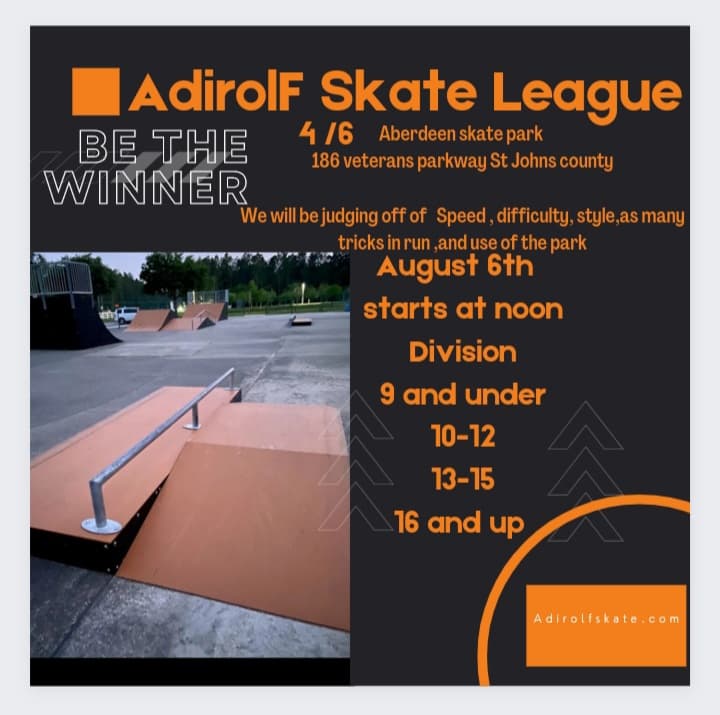 AdirolF Skate League
BE THE
WINNER
4 /6 Aberdeen skate park
186 veterans parkway St Johns county
We will be judging off of Speed , difficulty, style,as many
tricks in run ,and use of the park
August 6th
starts at noon
Division
9 and under
10-12
13-15
16 and up
Adirolfskate.com